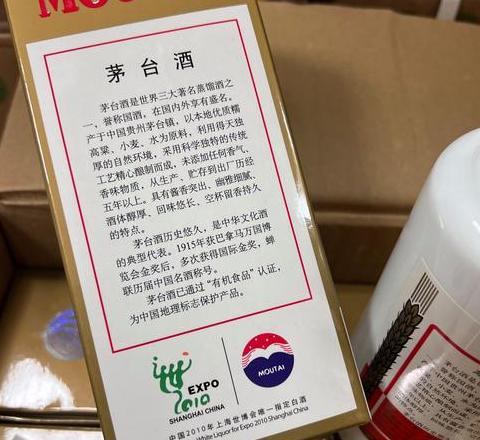 MOU
茅台酒
茅台酒是世界三大著名蒸馏酒之
一，誉称国酒，在国内外享有盛名。
产于中国贵州茅台镇，以本地优质糯
高粱、小麦、水为原料，利用得天独
厚的自然环境，采用科学独特的传统
工艺精心酿制而成，未添加任何香气、
香味物质，从生产、贮存到出厂历经
五年以上。具有酱香突出、幽雅细腻、
酒体醇厚、回味悠长、空杯留香持久
的特点。
茅台酒历史悠久，是中华文化酒
的典型代表。1915年获巴拿马万国博
览会金奖后，多次获得国际金奖，蝉
联历届中国名酒称号。
茅台酒已通过“有机食品”认证，
为中国地理标志保护产品。
EXPO
2010
SHANGHAI CHINA
MOUTAI
中国2010年上海世博会唯一指定白酒
White Liquor for Expo 2010 Shanghai China